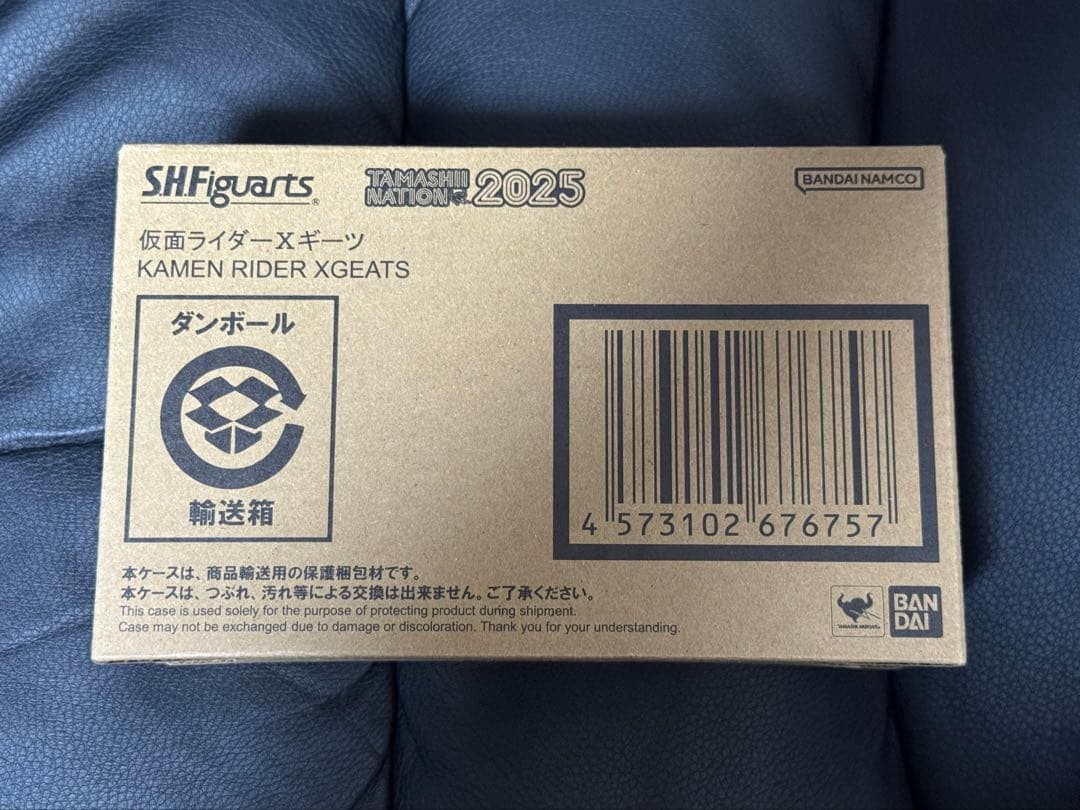 S.H.Figuarts®
TAMASHII NATION 2025
BANDAI NAMCO
仮面ライダーXギーツ
KAMEN RIDER XGEATS
ダンボール
輸送箱
4 573102 676757
本ケースは、商品輸送用の保護梱包材です。
本ケースは、つぶれ、汚れ等による交換は出来ません。ご了承ください。
This case is used solely for the purpose of protecting product during shipment.
Case may not be exchanged due to damage or discoloration. Thank you for your understanding.
TAMASHII NATIONS
BAN
DAI